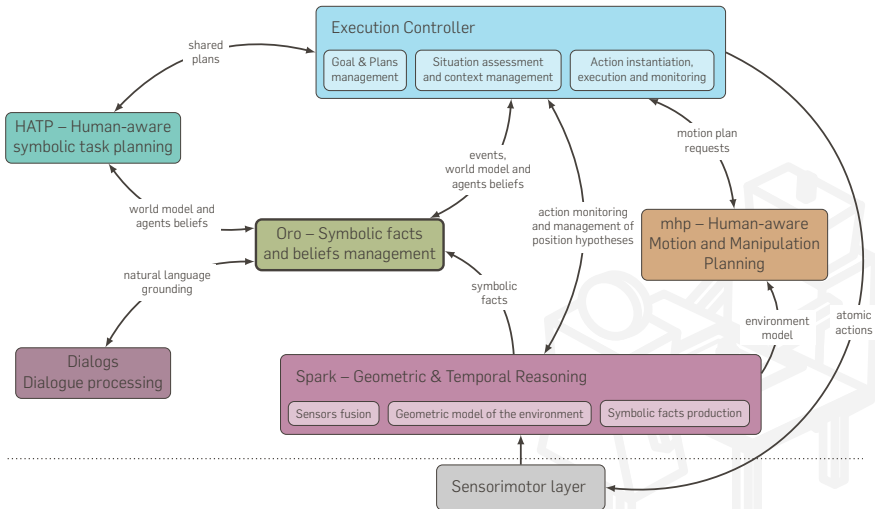 Execution Controller
Goal & Plans
management
Situation assessment
and context management
Action instantiation,
execution and monitoring
shared
plans
HATP – Human-aware
symbolic task planning
motion plan
requests
events,
world model and
agents beliefs
world model and
agents beliefs
action monitoring
and management of
position hypotheses
Oro – Symbolic facts
and beliefs management
mhp – Human-aware
Motion and Manipulation
Planning
natural language
grounding
symbolic
facts
environment
model
atomic
actions
Dialogs
Dialogue processing
Spark – Geometric & Temporal Reasoning
Sensors fusion
Geometric model of the environment
Symbolic facts production
Sensorimotor layer